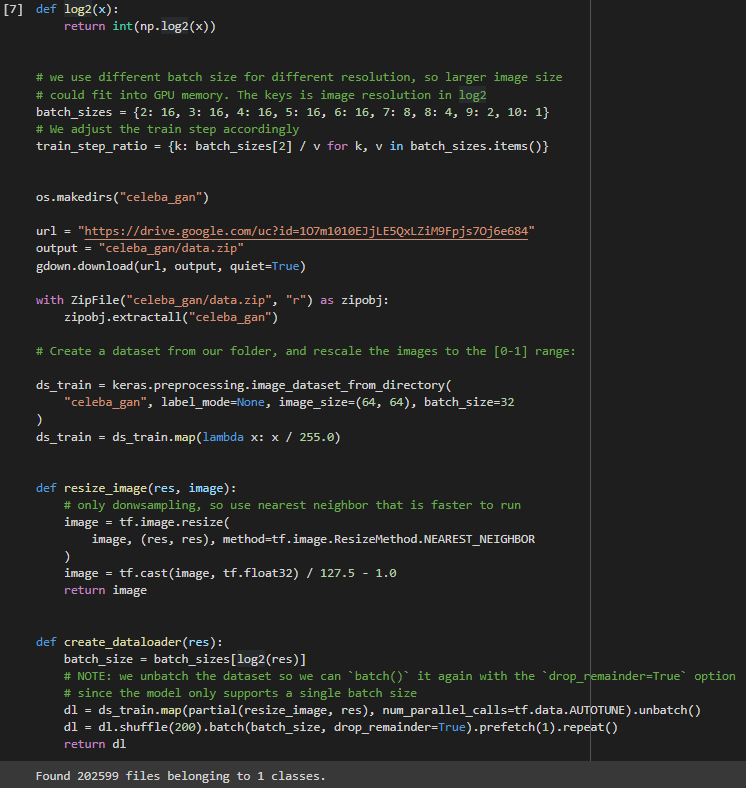 [7] def log2(x):
    return int(np.log2(x))
# we use different batch size for different resolution, so larger image size
# could fit into GPU memory. The keys is image resolution in log2
batch_sizes = {2: 16, 3: 16, 4: 16, 5: 16, 6: 16, 7: 8, 8: 4, 9: 2, 10: 1}
# We adjust the train step accordingly
train_step_ratio = {k: batch_sizes[2] / v for k, v in batch_sizes.items()}
os.makedirs("celeba_gan")
url = "https://drive.google.com/uc?id=1O7m1010EJjLE5QxLZiM9Fpjs7Oj6e684"
output = "celeba_gan/data.zip"
gdown.download(url, output, quiet=True)
with ZipFile("celeba_gan/data.zip", "r") as zipobj:
    zipobj.extractall("celeba_gan")
# Create a dataset from our folder, and rescale the images to the [0-1] range:
ds_train = keras.preprocessing.image_dataset_from_directory(
    "celeba_gan", label_mode=None, image_size=(64, 64), batch_size=32
)
ds_train = ds_train.map(lambda x: x / 255.0)
def resize_image(res, image):
    # only donwsampling, so use nearest neighbor that is faster to run
    image = tf.image.resize(
        image, (res, res), method=tf.image.ResizeMethod.NEAREST_NEIGHBOR
    )
    image = tf.cast(image, tf.float32) / 127.5 - 1.0
    return image
def create_dataloader(res):
    batch_size = batch_sizes[log2(res)]
    # NOTE: we unbatch the dataset so we can `batch()` it again with the `drop_remainder=True` option
    # since the model only supports a single batch size
    dl = ds_train.map(partial(resize_image, res), num_parallel_calls=tf.data.AUTOTUNE).unbatch()
    dl = dl.shuffle(200).batch(batch_size, drop_remainder=True).prefetch(1).repeat()
    return dl
Found 202599 files belonging to 1 classes.